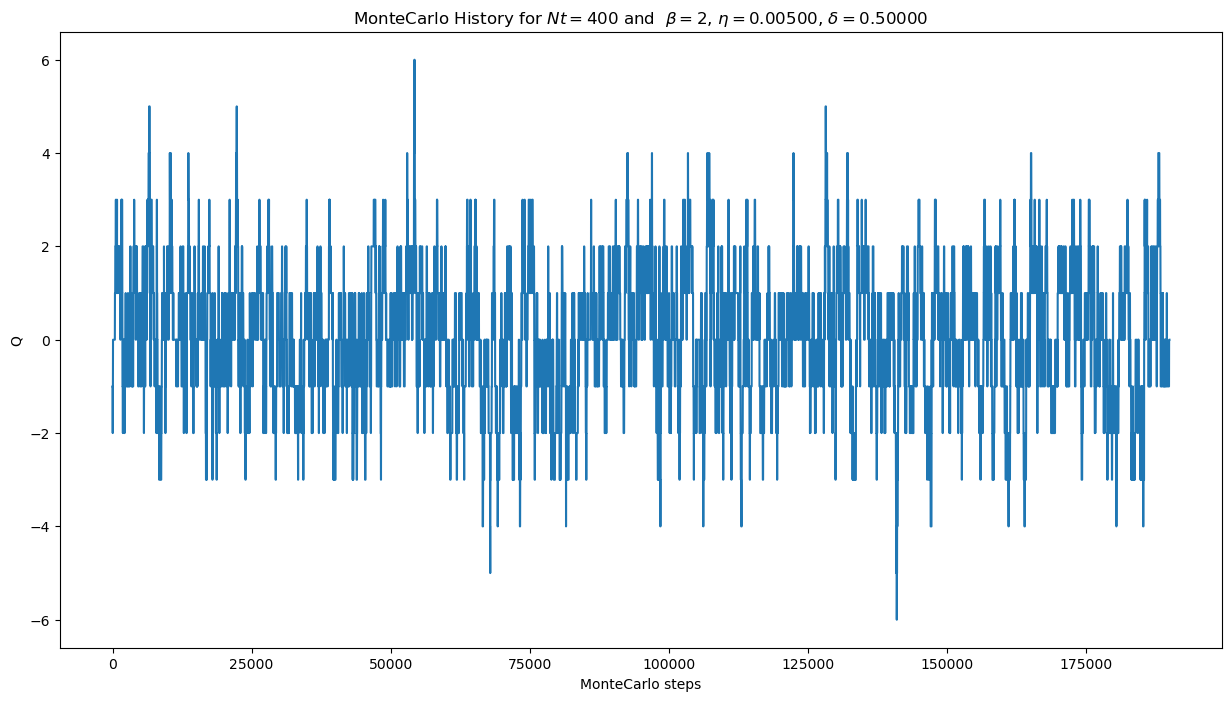 MonteCarlo History for Nt = 400 and β = 2, η = 0.00500, δ = 0.50000
6
4
2
0
−2
−4
−6
Q
0 25000 50000 75000 100000 125000 150000 175000
MonteCarlo steps